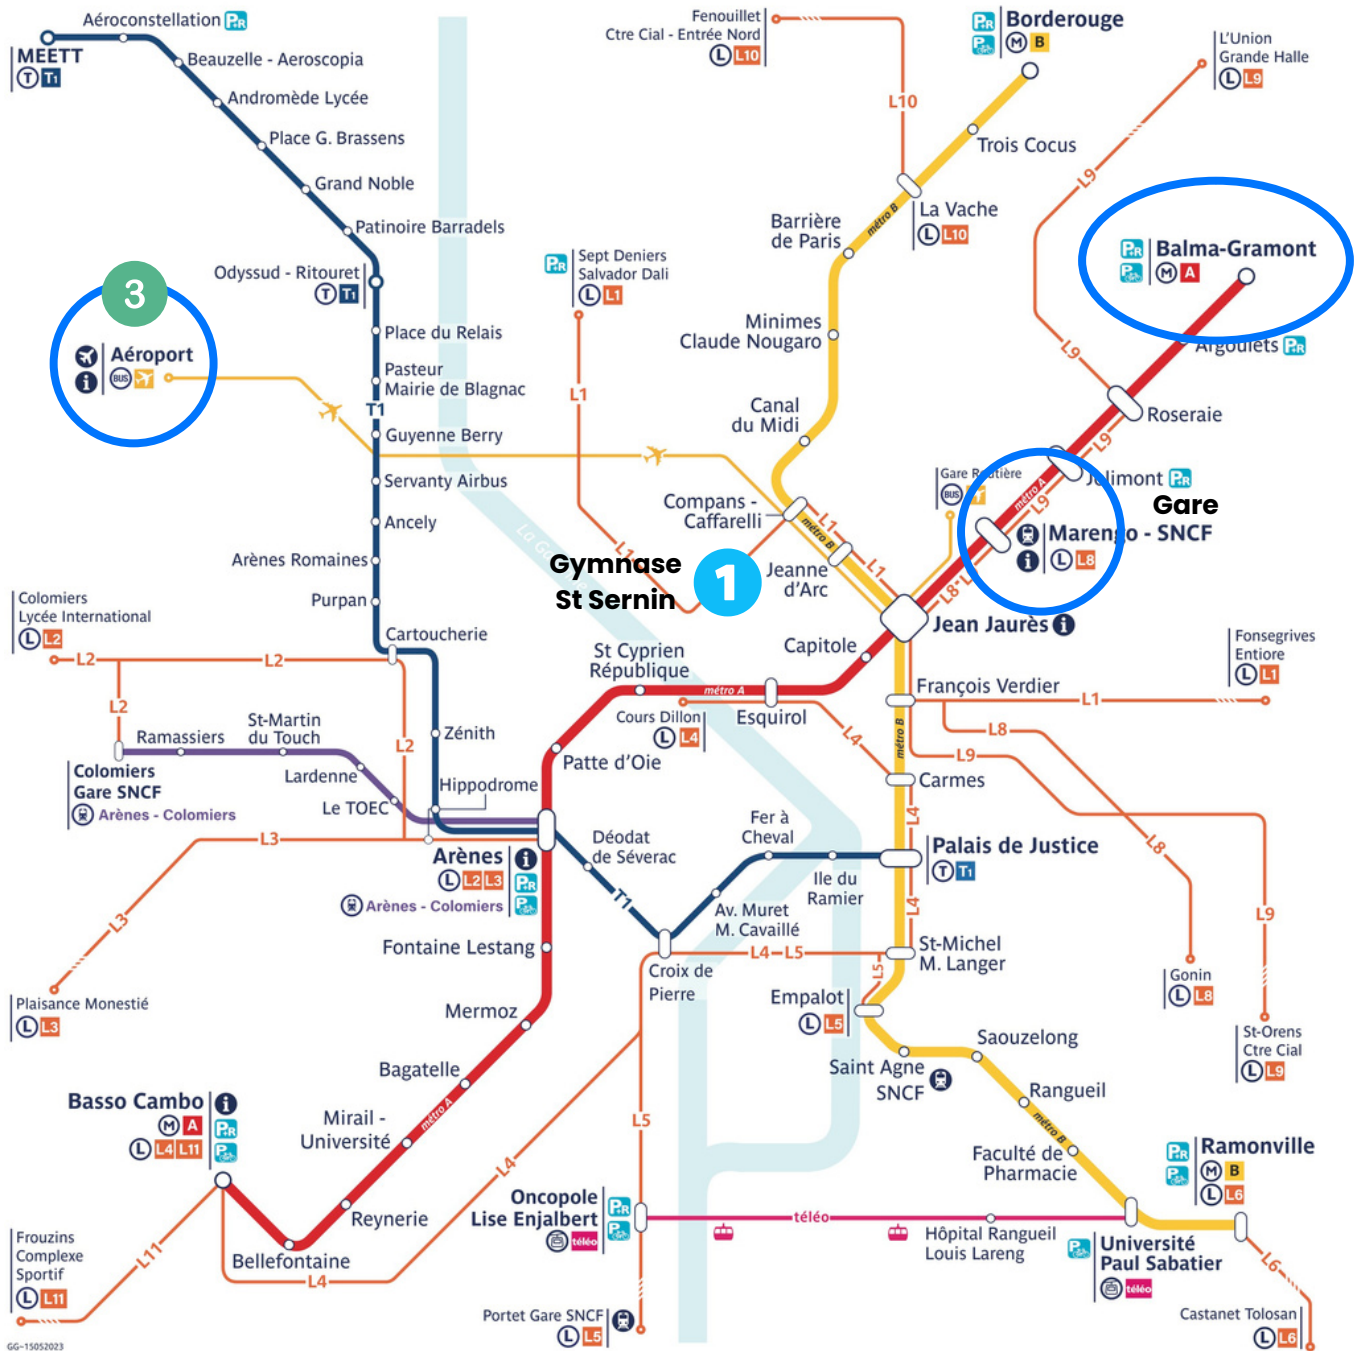 Aéroconstellation P+R
MEETT
T T1
Beauzelle - Aeroscopia
Andromède Lycée
Place G. Brassens
Grand Noble
Patinoire Barradels
Odyssud - Ritouret
T T1
3
Aéroport
i BUS
Place du Relais
Pasteur
Mairie de Blagnac
T1
Guyenne Berry
Servanty Airbus
Ancely
Arènes Romaines
Purpan
Cartoucherie
Zénith
Hippodrome
Fenouillet
Ctre Cial - Entrée Nord
L L10
L10
P+R
Borderouge
M B
Trois Cocus
La Vache
L L10
métro B
Barrière
de Paris
Minimes
Claude Nougaro
Canal
du Midi
Compans -
Caffarelli
métro B
L1
Jeanne
d'Arc
L1
P+R
Sept Deniers
Salvador Dali
L L1
L1
L1
Gymnase
St Sernin
1
L'Union
Grande Halle
L L9
L9
L9
P+R
Balma-Gramont
M A
Argoulets P+R
Roseraie
L9
Jolimont P+R
métro A
L9
Gare Routière
BUS
Gare
Marengo - SNCF
i L L8
Jean Jaurès i
Capitole
St Cyprien
République
métro A
Cours Dillon
L L4
Esquirol
L4
Patte d'Oie
François Verdier
L1
Fonsegrives
Entiore
L L1
L8
L9
métro B
Carmes
L4
L8
L9
Palais de Justice
T T1
L4
Gonin
L L8
St-Orens
Ctre Cial
L L9
Colomiers
Lycée International
L L2
L2
L2
L2
L2
Ramassiers
St-Martin
du Touch
Lardenne
Le TOEC
Colomiers
Gare SNCF
Arènes - Colomiers
L3
L3
Plaisance Monestié
L L3
Arènes i
L L2 L3 P+R
Arènes - Colomiers
Déodat
de Séverac
T1
Fer à
Cheval
Ile du
Ramier
Av. Muret
M. Cavaillé
Croix de
Pierre
L4 - L5
St-Michel
M. Langer
L5
Empalot
L L5
Saint Agne
SNCF
Saouzelong
Rangueil
métro B
Faculté de
Pharmacie
P+R
Ramonville
M B
L L6
L6
Castanet Tolosan
L L6
Université
Paul Sabatier
téléo
Hôpital Rangueil
Louis Lareng
téléo
Oncopole
Lise Enjalbert
téléo
P+R
L5
Portet Gare SNCF
L L5
Fontaine Lestang
Mermoz
Bagatelle
métro A
Mirail -
Université
Reynerie
Bellefontaine
Basso Cambo i
M A P+R
L L4 L11
L4
L4
L11
Frouzins
Complexe
Sportif
L L11
GG-15052023